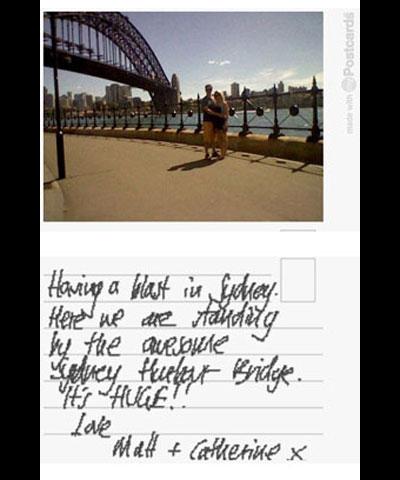 made with Postcards
Having a blast in Sydney.
Here we are standing
by the awesome
Sydney Harbour Bridge.
It's HUGE!!
Love
Matt + Catherine x